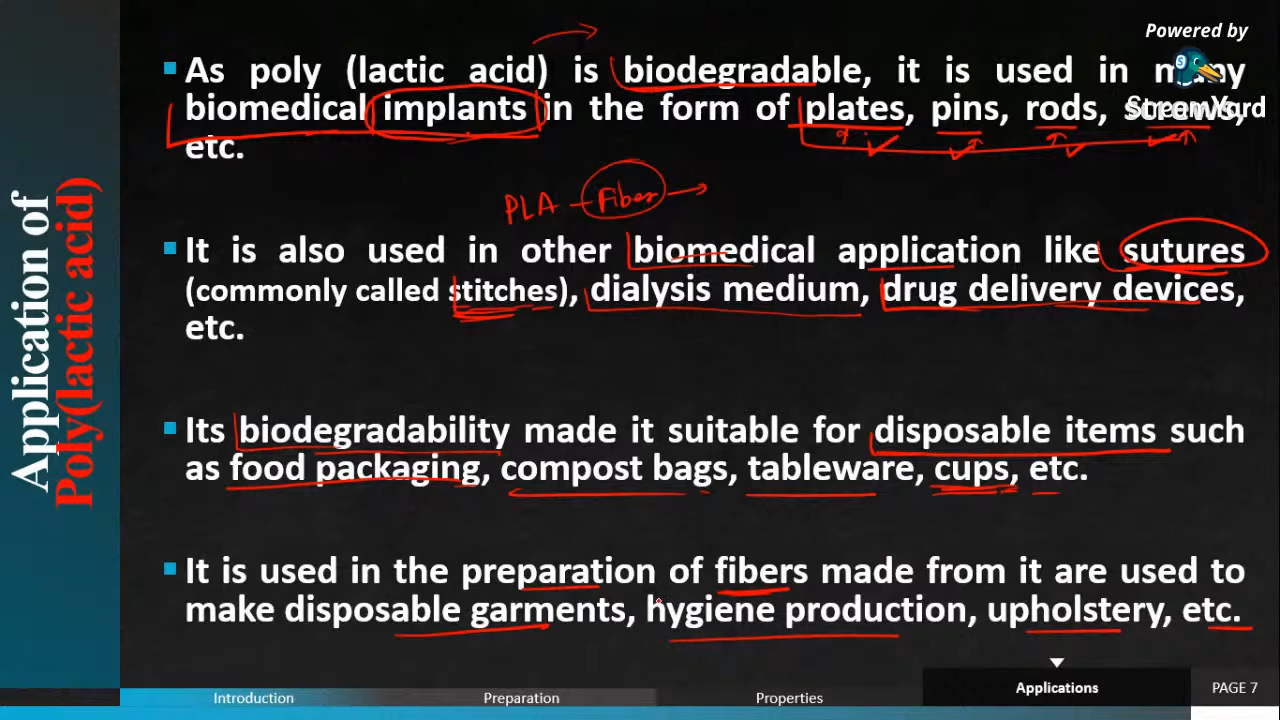 Powered by
StreamYard
Application of
Poly(lactic acid)
As poly (lactic acid) is biodegradable, it is used in many
biomedical implants in the form of plates, pins, rods, screws,
etc.
PLA - Fiber
It is also used in other biomedical application like sutures
(commonly called stitches), dialysis medium, drug delivery devices,
etc.
Its biodegradability made it suitable for disposable items such
as food packaging, compost bags, tableware, cups, etc.
It is used in the preparation of fibers made from it are used to
make disposable garments, hygiene production, upholstery, etc.
Introduction
Preparation
Properties
Applications
PAGE 7